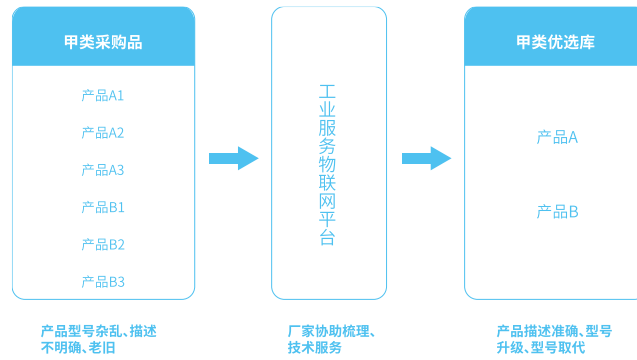 甲类采购品
产品A1
产品A2
产品A3
产品B1
产品B2
产品B3
产品型号杂乱、描述
不明确、老旧
工业服务物联网平台
厂家协助梳理、
技术服务
甲类优选库
产品A
产品B
产品描述准确、型号
升级、型号取代